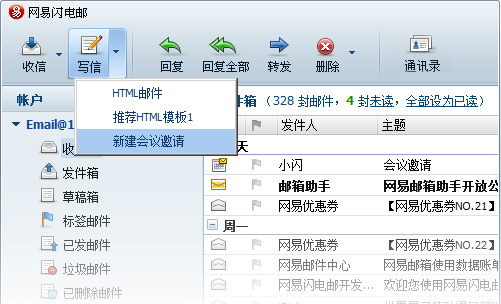 网易闪电邮
收信 写信 回复 回复全部 转发 删除 通讯录
帐户
HTML邮件
推荐HTML模板1
新建会议邀请
件箱 (328 封邮件, 4 封未读, 全部设为已读)
Email@1
发件人 主题
收
天
小闪 会议邀请
发件箱
邮箱助手 网易邮箱助手开放公
草稿箱
网易优惠券 【网易优惠券NO.21】
标签邮件
周一
已发邮件
网易优惠券 【网易优惠券NO.22】
垃圾邮件
网易邮件中心 网易邮箱使用数据账单
已删除邮件
网易闪电邮开发... 欢迎您使用网易闪电邮